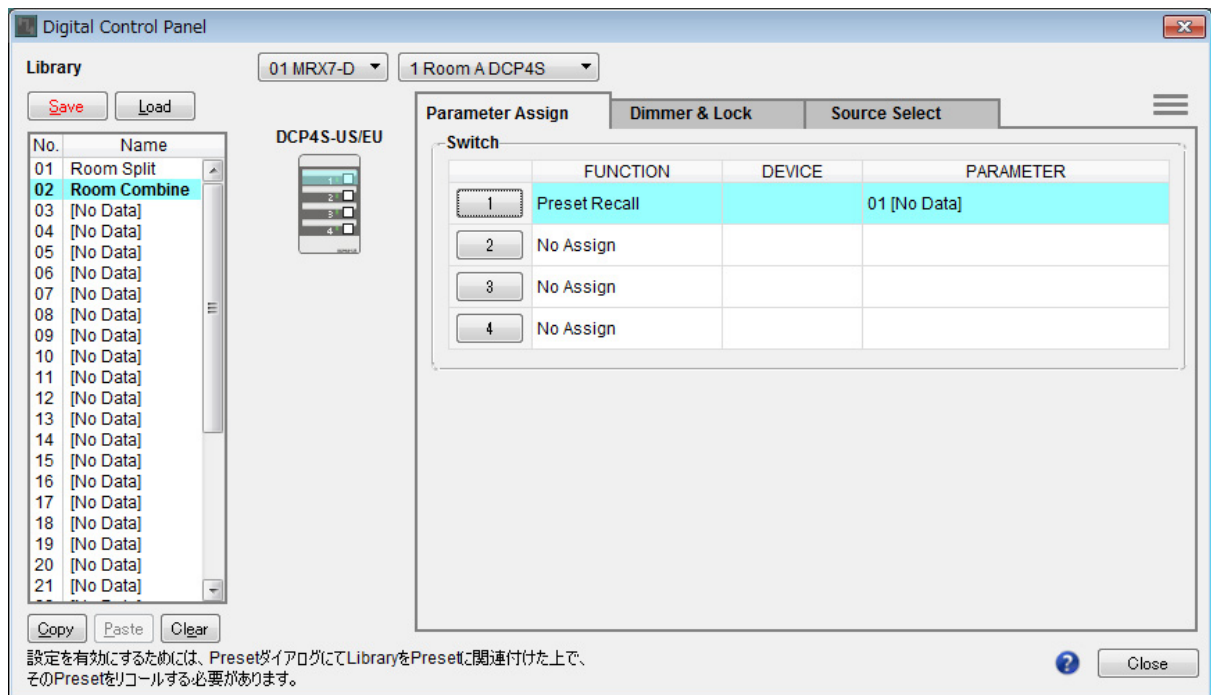 Digital Control Panel
Library
01 MRX7-D
1 Room A DCP4S
Save
Load
No. Name
01 Room Split
02 Room Combine
03 [No Data]
04 [No Data]
05 [No Data]
06 [No Data]
07 [No Data]
08 [No Data]
09 [No Data]
10 [No Data]
11 [No Data]
12 [No Data]
13 [No Data]
14 [No Data]
15 [No Data]
16 [No Data]
17 [No Data]
18 [No Data]
19 [No Data]
20 [No Data]
21 [No Data]
Copy
Paste
Clear
DCP4S-US/EU
1
2
3
4
Parameter Assign
Dimmer & Lock
Source Select
Switch
FUNCTION DEVICE PARAMETER
1 Preset Recall 01 [No Data]
2 No Assign
3 No Assign
4 No Assign
設定を有効にするためには、PresetダイアログにてLibraryをPresetに関連付けた上で、
そのPresetをリコールする必要があります。
?
Close